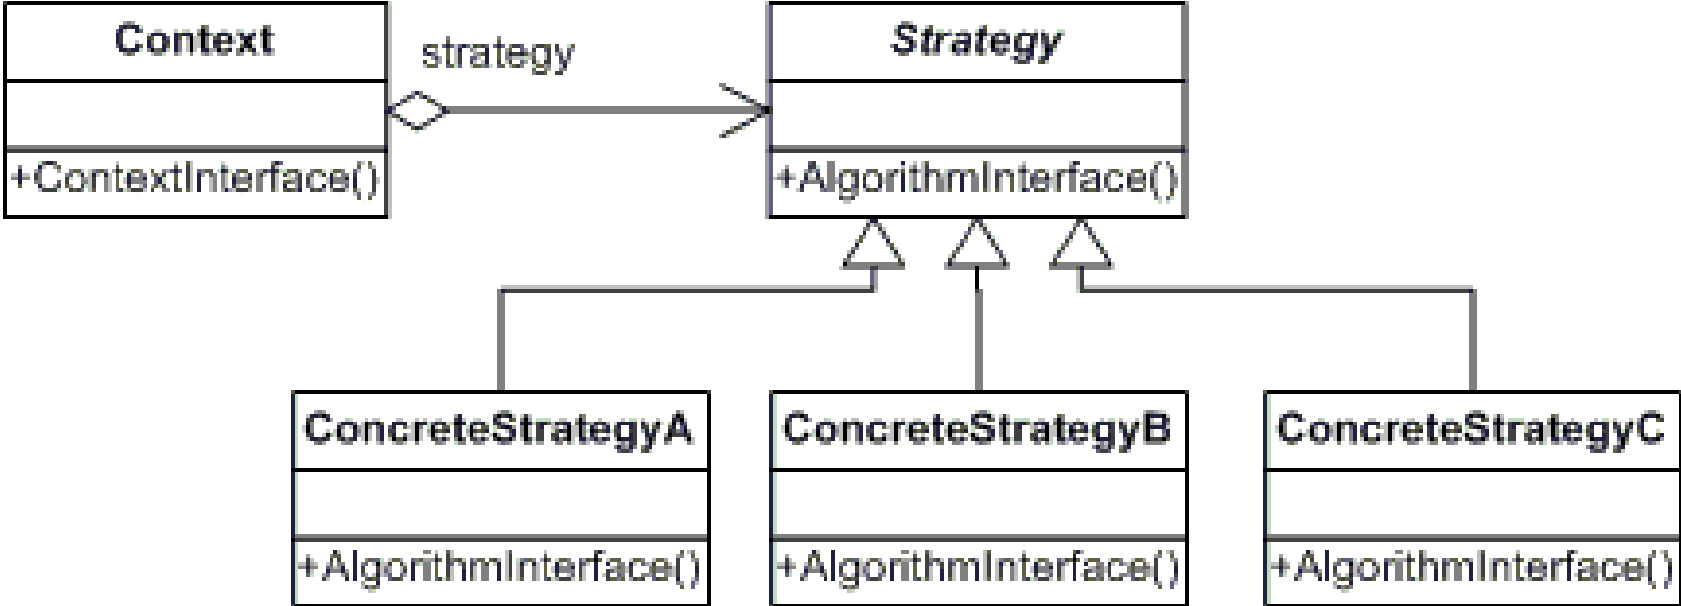 Context
strategy
Strategy
+ContextInterface()
+AlgorithmInterface()
ConcreteStrategyA
ConcreteStrategyB
ConcreteStrategyC
+AlgorithmInterface()
+AlgorithmInterface()
+AlgorithmInterface()